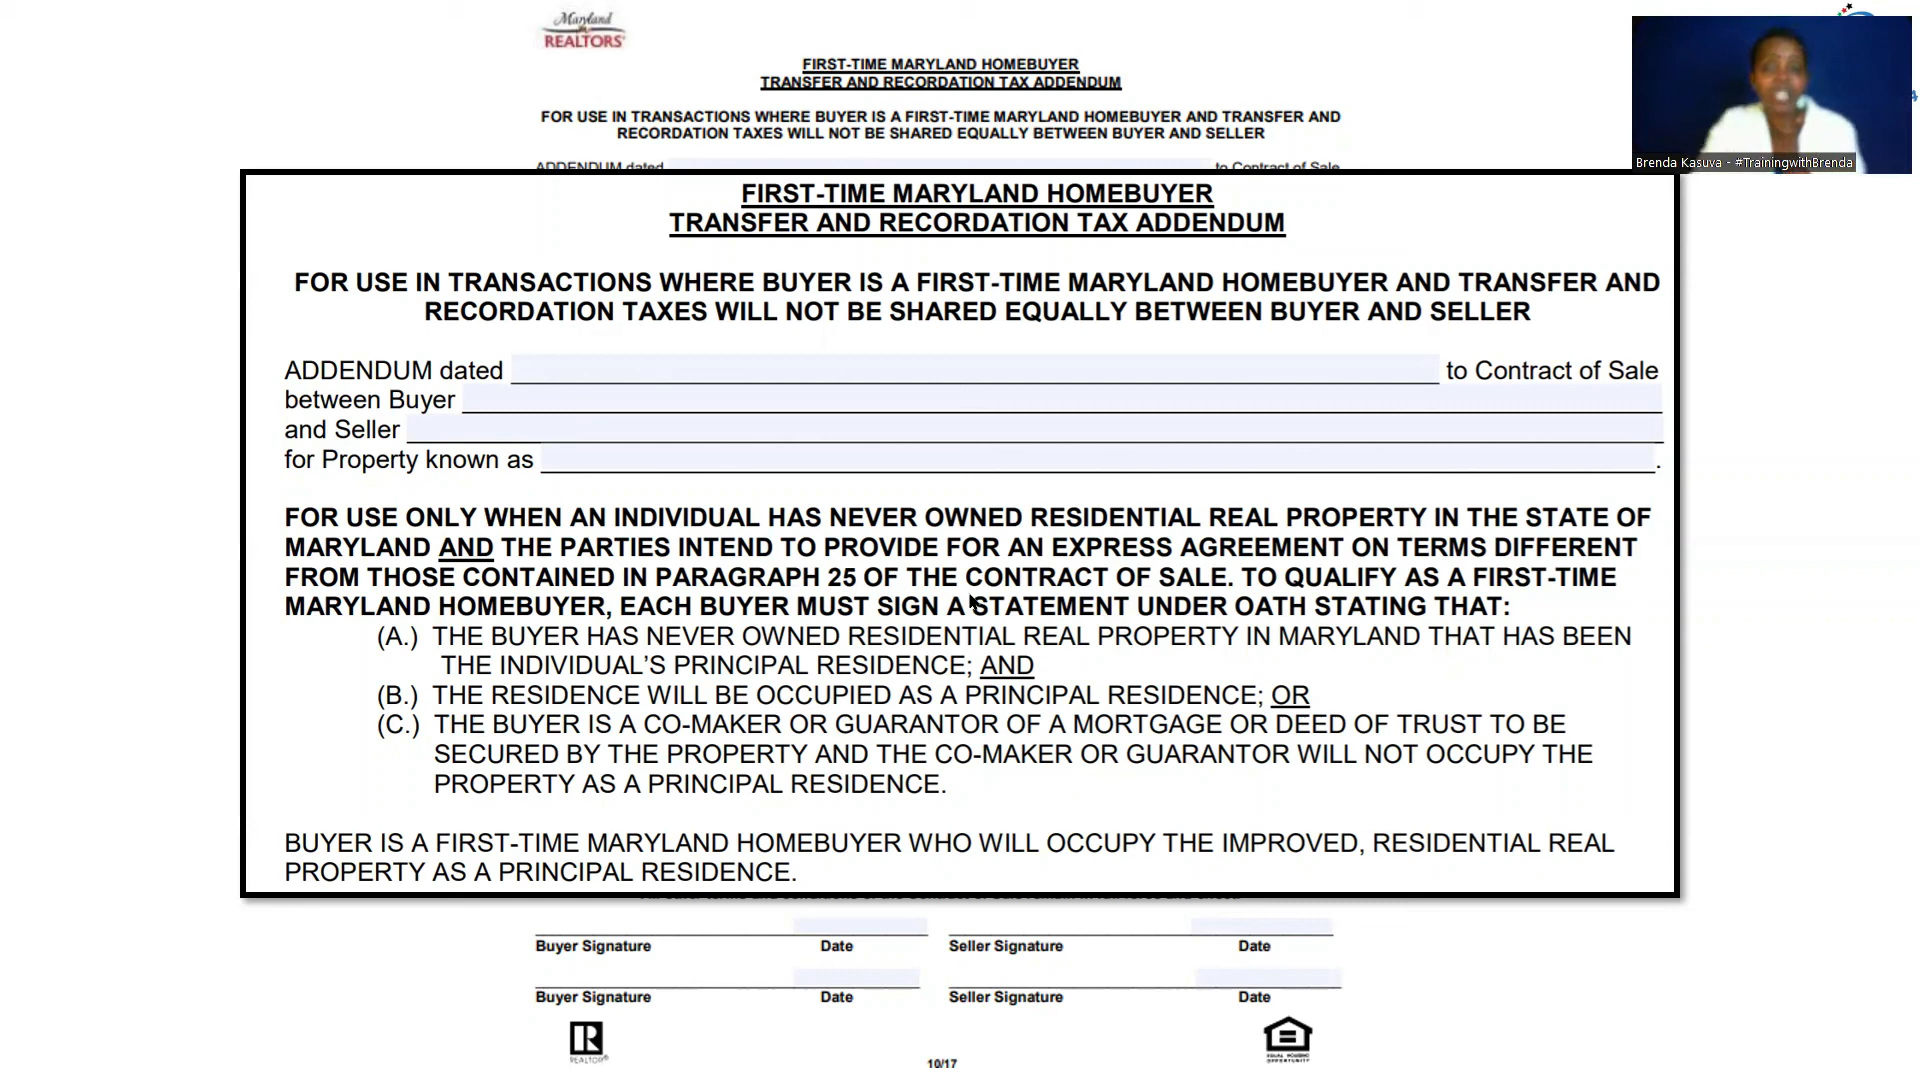 Maryland
REALTORS®
FIRST-TIME MARYLAND HOMEBUYER
TRANSFER AND RECORDATION TAX ADDENDUM
FOR USE IN TRANSACTIONS WHERE BUYER IS A FIRST-TIME MARYLAND HOMEBUYER AND TRANSFER AND
RECORDATION TAXES WILL NOT BE SHARED EQUALLY BETWEEN BUYER AND SELLER
ADDENDUM dated to Contract of Sale
Brenda Kasuva - #TrainingwithBrenda
FIRST-TIME MARYLAND HOMEBUYER
TRANSFER AND RECORDATION TAX ADDENDUM
FOR USE IN TRANSACTIONS WHERE BUYER IS A FIRST-TIME MARYLAND HOMEBUYER AND TRANSFER AND
RECORDATION TAXES WILL NOT BE SHARED EQUALLY BETWEEN BUYER AND SELLER
ADDENDUM dated to Contract of Sale
between Buyer
and Seller
for Property known as .
FOR USE ONLY WHEN AN INDIVIDUAL HAS NEVER OWNED RESIDENTIAL REAL PROPERTY IN THE STATE OF
MARYLAND AND THE PARTIES INTEND TO PROVIDE FOR AN EXPRESS AGREEMENT ON TERMS DIFFERENT
FROM THOSE CONTAINED IN PARAGRAPH 25 OF THE CONTRACT OF SALE. TO QUALIFY AS A FIRST-TIME
MARYLAND HOMEBUYER, EACH BUYER MUST SIGN A STATEMENT UNDER OATH STATING THAT:
(A.) THE BUYER HAS NEVER OWNED RESIDENTIAL REAL PROPERTY IN MARYLAND THAT HAS BEEN
THE INDIVIDUAL'S PRINCIPAL RESIDENCE; AND
(B.) THE RESIDENCE WILL BE OCCUPIED AS A PRINCIPAL RESIDENCE; OR
(C.) THE BUYER IS A CO-MAKER OR GUARANTOR OF A MORTGAGE OR DEED OF TRUST TO BE
SECURED BY THE PROPERTY AND THE CO-MAKER OR GUARANTOR WILL NOT OCCUPY THE
PROPERTY AS A PRINCIPAL RESIDENCE.
BUYER IS A FIRST-TIME MARYLAND HOMEBUYER WHO WILL OCCUPY THE IMPROVED, RESIDENTIAL REAL
PROPERTY AS A PRINCIPAL RESIDENCE.
Buyer Signature Date Seller Signature Date
Buyer Signature Date Seller Signature Date
REALTOR®
EQUAL HOUSING
OPPORTUNITY
10/17